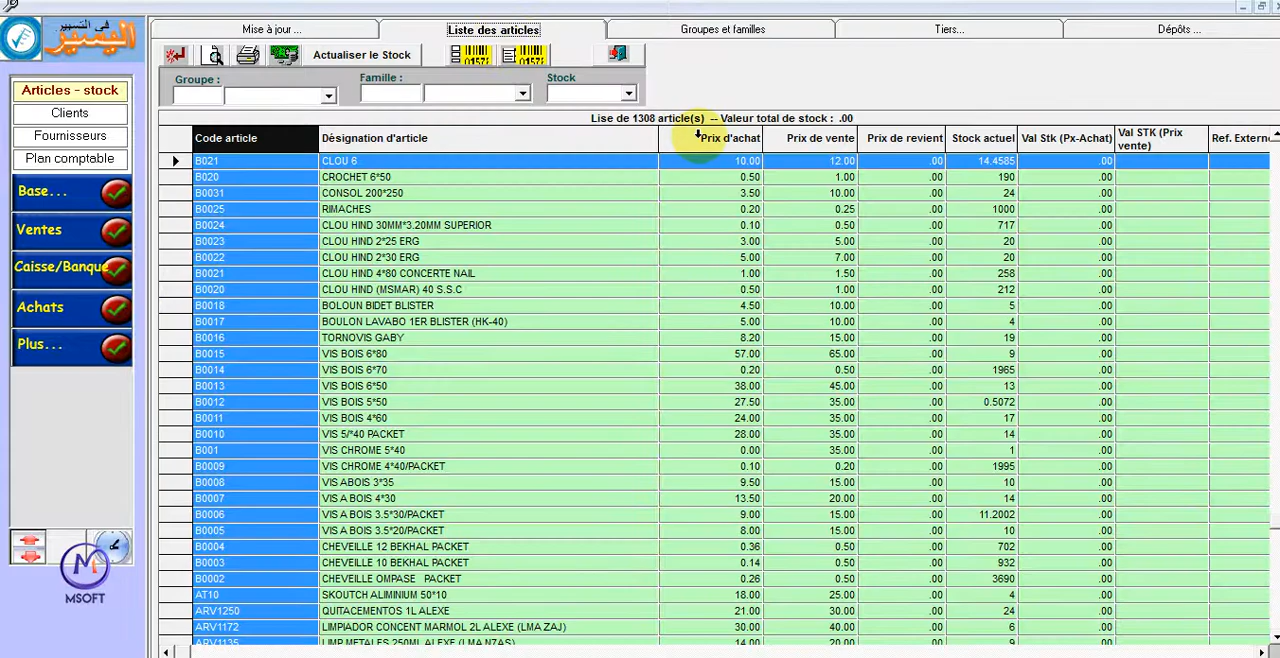 في التسيير
اليسير
Mise à jour ...
Liste des articles
Groupes et familles
Tiers...
Dépôts ...
Actualiser le Stock
Groupe :
Famille :
Stock
Articles - stock
Clients
Fournisseurs
Plan comptable
Base...
Ventes
Caisse/Banque
Achats
Plus...
MSOFT
Lise de 1308 article(s) -- Valeur total de stock : .00
Code article Désignation d'article Prix d'achat Prix de vente Prix de revient Stock actuel Val Stk (Px-Achat) Val STK (Prix vente) Ref. Extern
B021 CLOU 6 10.00 12.00 .00 14.4585 .00
B020 CROCHET 6*50 0.50 1.00 .00 190 .00
B0031 CONSOL 200*250 3.50 10.00 .00 24 .00
B0025 RIMACHES 0.20 0.25 .00 1000 .00
B0024 CLOU HIND 30MM*3.20MM SUPERIOR 0.10 0.50 .00 717 .00
B0023 CLOU HIND 2*25 ERG 3.00 5.00 .00 20 .00
B0022 CLOU HIND 2*30 ERG 5.00 7.00 .00 20 .00
B0021 CLOU HIND 4*80 CONCERTE NAIL 1.00 1.50 .00 258 .00
B0020 CLOU HIND (MSMAR) 40 S.S.C 0.50 1.00 .00 212 .00
B0018 BOLOUN BIDET BLISTER 4.50 10.00 .00 5 .00
B0017 BOULON LAVABO 1ER BLISTER (HK-40) 5.00 10.00 .00 4 .00
B0016 TORNOVIS GABY 8.20 15.00 .00 19 .00
B0015 VIS BOIS 6*80 57.00 65.00 .00 9 .00
B0014 VIS BOIS 6*70 0.20 0.50 .00 1965 .00
B0013 VIS BOIS 6*50 38.00 45.00 .00 13 .00
B0012 VIS BOIS 5*50 27.50 35.00 .00 0.5072 .00
B0011 VIS BOIS 4*60 24.00 35.00 .00 17 .00
B0010 VIS 5/*40 PACKET 28.00 35.00 .00 14 .00
B001 VIS CHROME 5*40 0.00 35.00 .00 1 .00
B0009 VIS CHROME 4*40/PACKET 0.10 0.20 .00 1995 .00
B0008 VIS ABOIS 3*35 9.50 15.00 .00 10 .00
B0007 VIS A BOIS 4*30 13.50 20.00 .00 14 .00
B0006 VIS A BOIS 3.5*30/PACKET 9.00 15.00 .00 11.2002 .00
B0005 VIS A BOIS 3.5*20/PACKET 8.00 15.00 .00 10 .00
B0004 CHEVEILLE 12 BEKHAL PACKET 0.36 0.50 .00 702 .00
B0003 CHEVEILLE 10 BEKHAL PACKET 0.14 0.50 .00 932 .00
B0002 CHEVEILLE OMPASE PACKET 0.26 0.50 .00 3690 .00
AT10 SKOUTCH ALIMINIUM 50*10 18.00 25.00 .00 4 .00
ARV1250 QUITACEMENTOS 1L ALEXE 21.00 30.00 .00 24 .00
ARV1172 LIMPIADOR CONCENT MARMOL 2L ALEXE (LMA ZAJ) 30.00 40.00 .00 6 .00
ARV1135 LIMP METALES 250ML ALEXE (LMA NZAS) 14.00 20.00 .00 9 .00